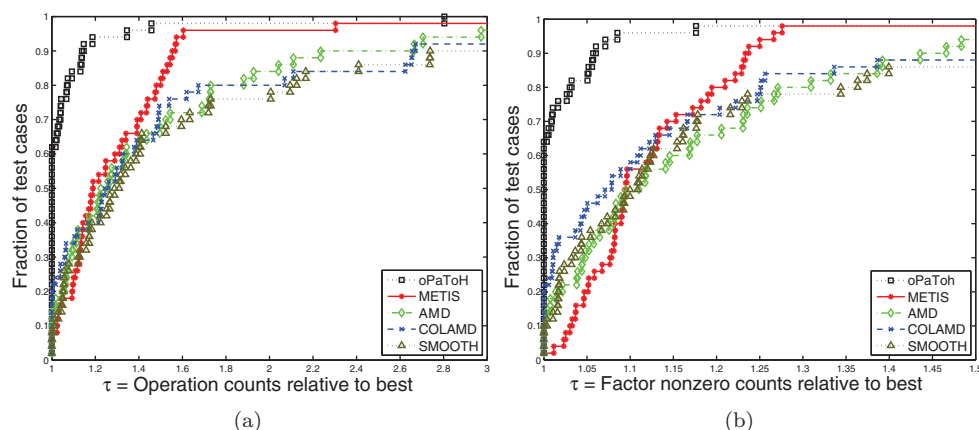 1
0.9
0.8
0.7
0.6
0.5
0.4
0.3
0.2
0.1
0
Fraction of test cases
1 1.2 1.4 1.6 1.8 2 2.2 2.4 2.6 2.8 3
τ = Operation counts relative to best
oPaToH
METIS
AMD
COLAMD
SMOOTH
(a)
1
0.9
0.8
0.7
0.6
0.5
0.4
0.3
0.2
0.1
0
Fraction of test cases
1 1.05 1.1 1.15 1.2 1.25 1.3 1.35 1.4 1.45 1.5
τ = Factor nonzero counts relative to best
oPaToh
METIS
AMD
COLAMD
SMOOTH
(b)